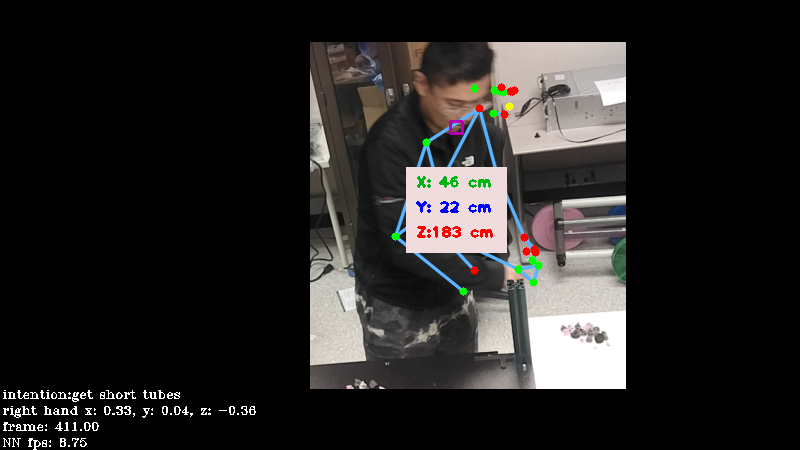 X: 46 cm
Y: 22 cm
Z:183 cm
intention:get short tubes
right hand x: 0.33, y: 0.04, z: -0.36
frame: 411.00
NN fps: 8.75